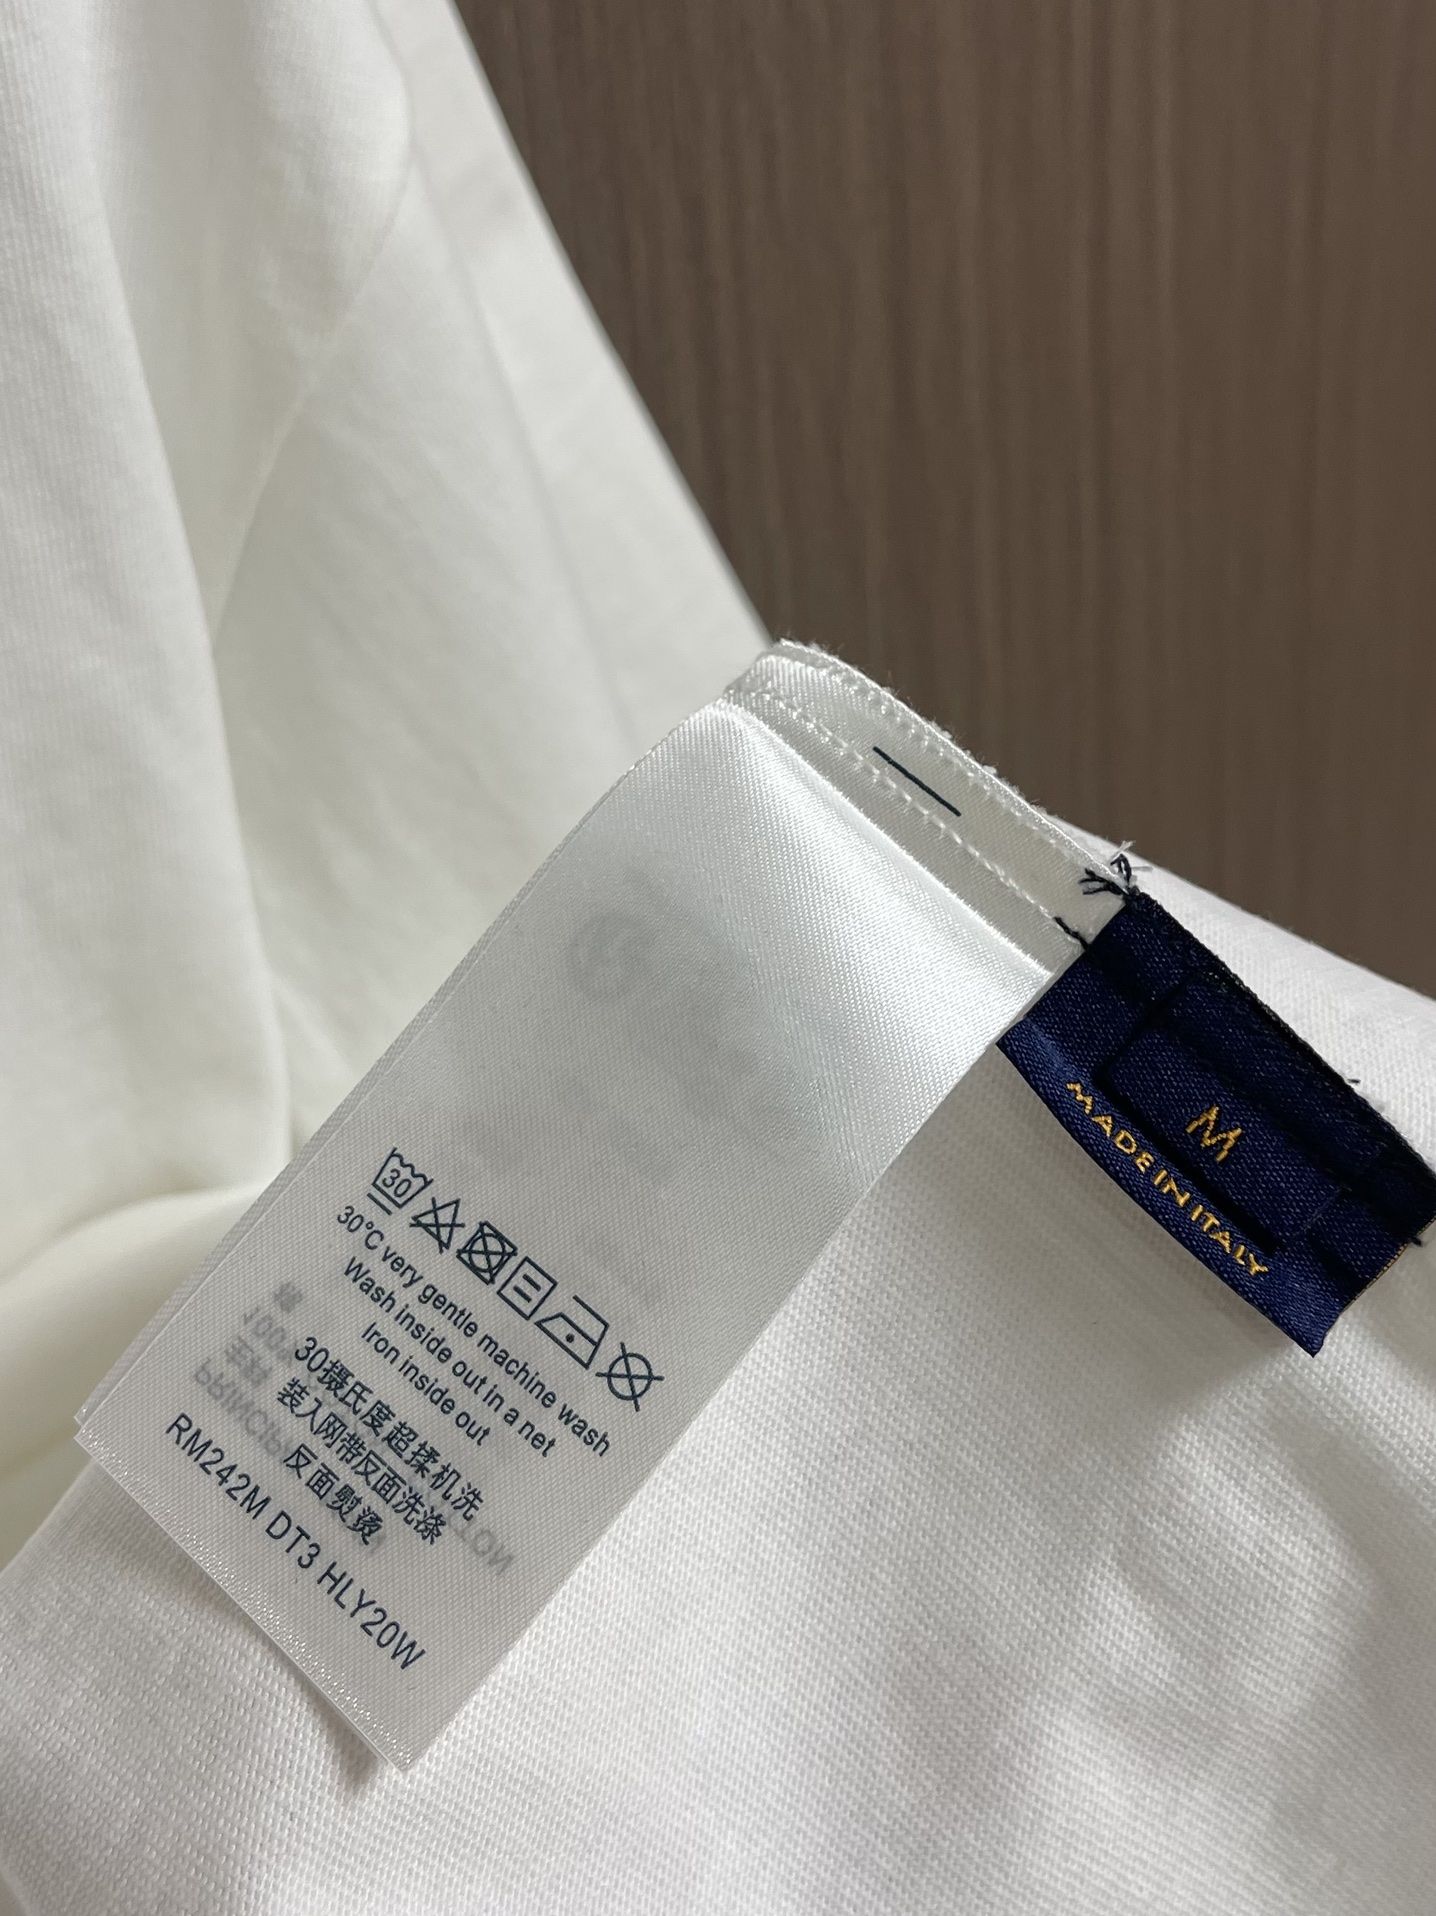 30
30°C very gentle machine wash
Wash inside out in a net
Iron inside out
30摄氏度超揉机洗
装入网带反面洗涤
反面熨烫
RM242M DT3 HLY20W
M
MADE IN ITALY